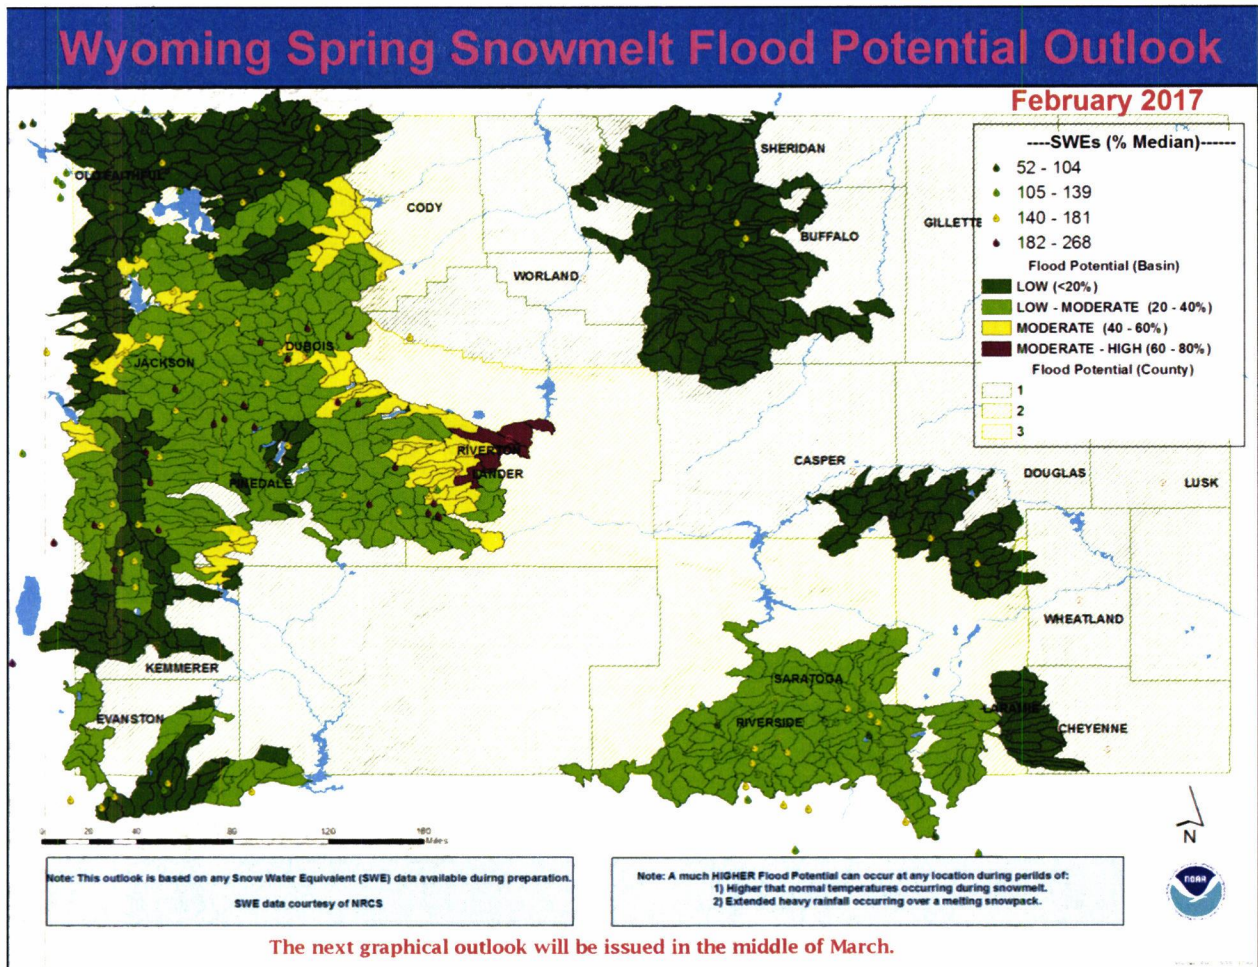 Wyoming Spring Snowmelt Flood Potential Outlook
February 2017
----SWEs (% Median)------
52 - 104
105 - 139
140 - 181
182 - 268
Flood Potential (Basin)
LOW (<20%)
LOW - MODERATE (20 - 40%)
MODERATE (40 - 60%)
MODERATE - HIGH (60 - 80%)
Flood Potential (County)
1
2
3
OLD FAITHFUL
CODY
SHERIDAN
BUFFALO
GILLETTE
WORLAND
JACKSON
DUBOIS
RIVERTON
LANDER
PINEDALE
CASPER
DOUGLAS
LUSK
WHEATLAND
KEMMERER
EVANSTON
SARATOGA
RIVERSIDE
LARAMIE
CHEYENNE
0 20 40 80 120 160
Miles
N
NOAA
Note: This outlook is based on any Snow Water Equivalent (SWE) data available duirng preparation.
SWE data courtesy of NRCS
Note: A much HIGHER Flood Potential can occur at any location during perilds of:
1) Higher that normal temperatures occurring during snowmelt.
2) Extended heavy rainfall occurring over a melting snowpack.
The next graphical outlook will be issued in the middle of March.